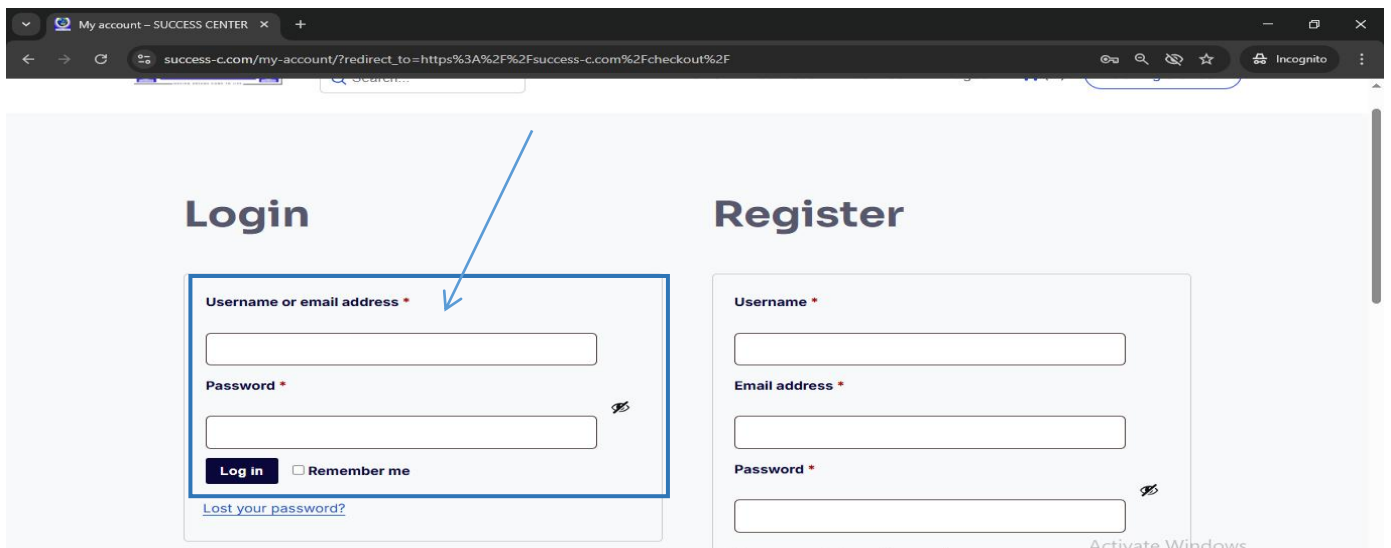 My account – SUCCESS CENTER
success-c.com/my-account/?redirect_to=https%3A%2F%2Fsuccess-c.com%2Fcheckout%2F
Incognito
Search...
Login
Username or email address *
Password *
Log in
Remember me
Lost your password?
Register
Username *
Email address *
Password *
Activate Windows